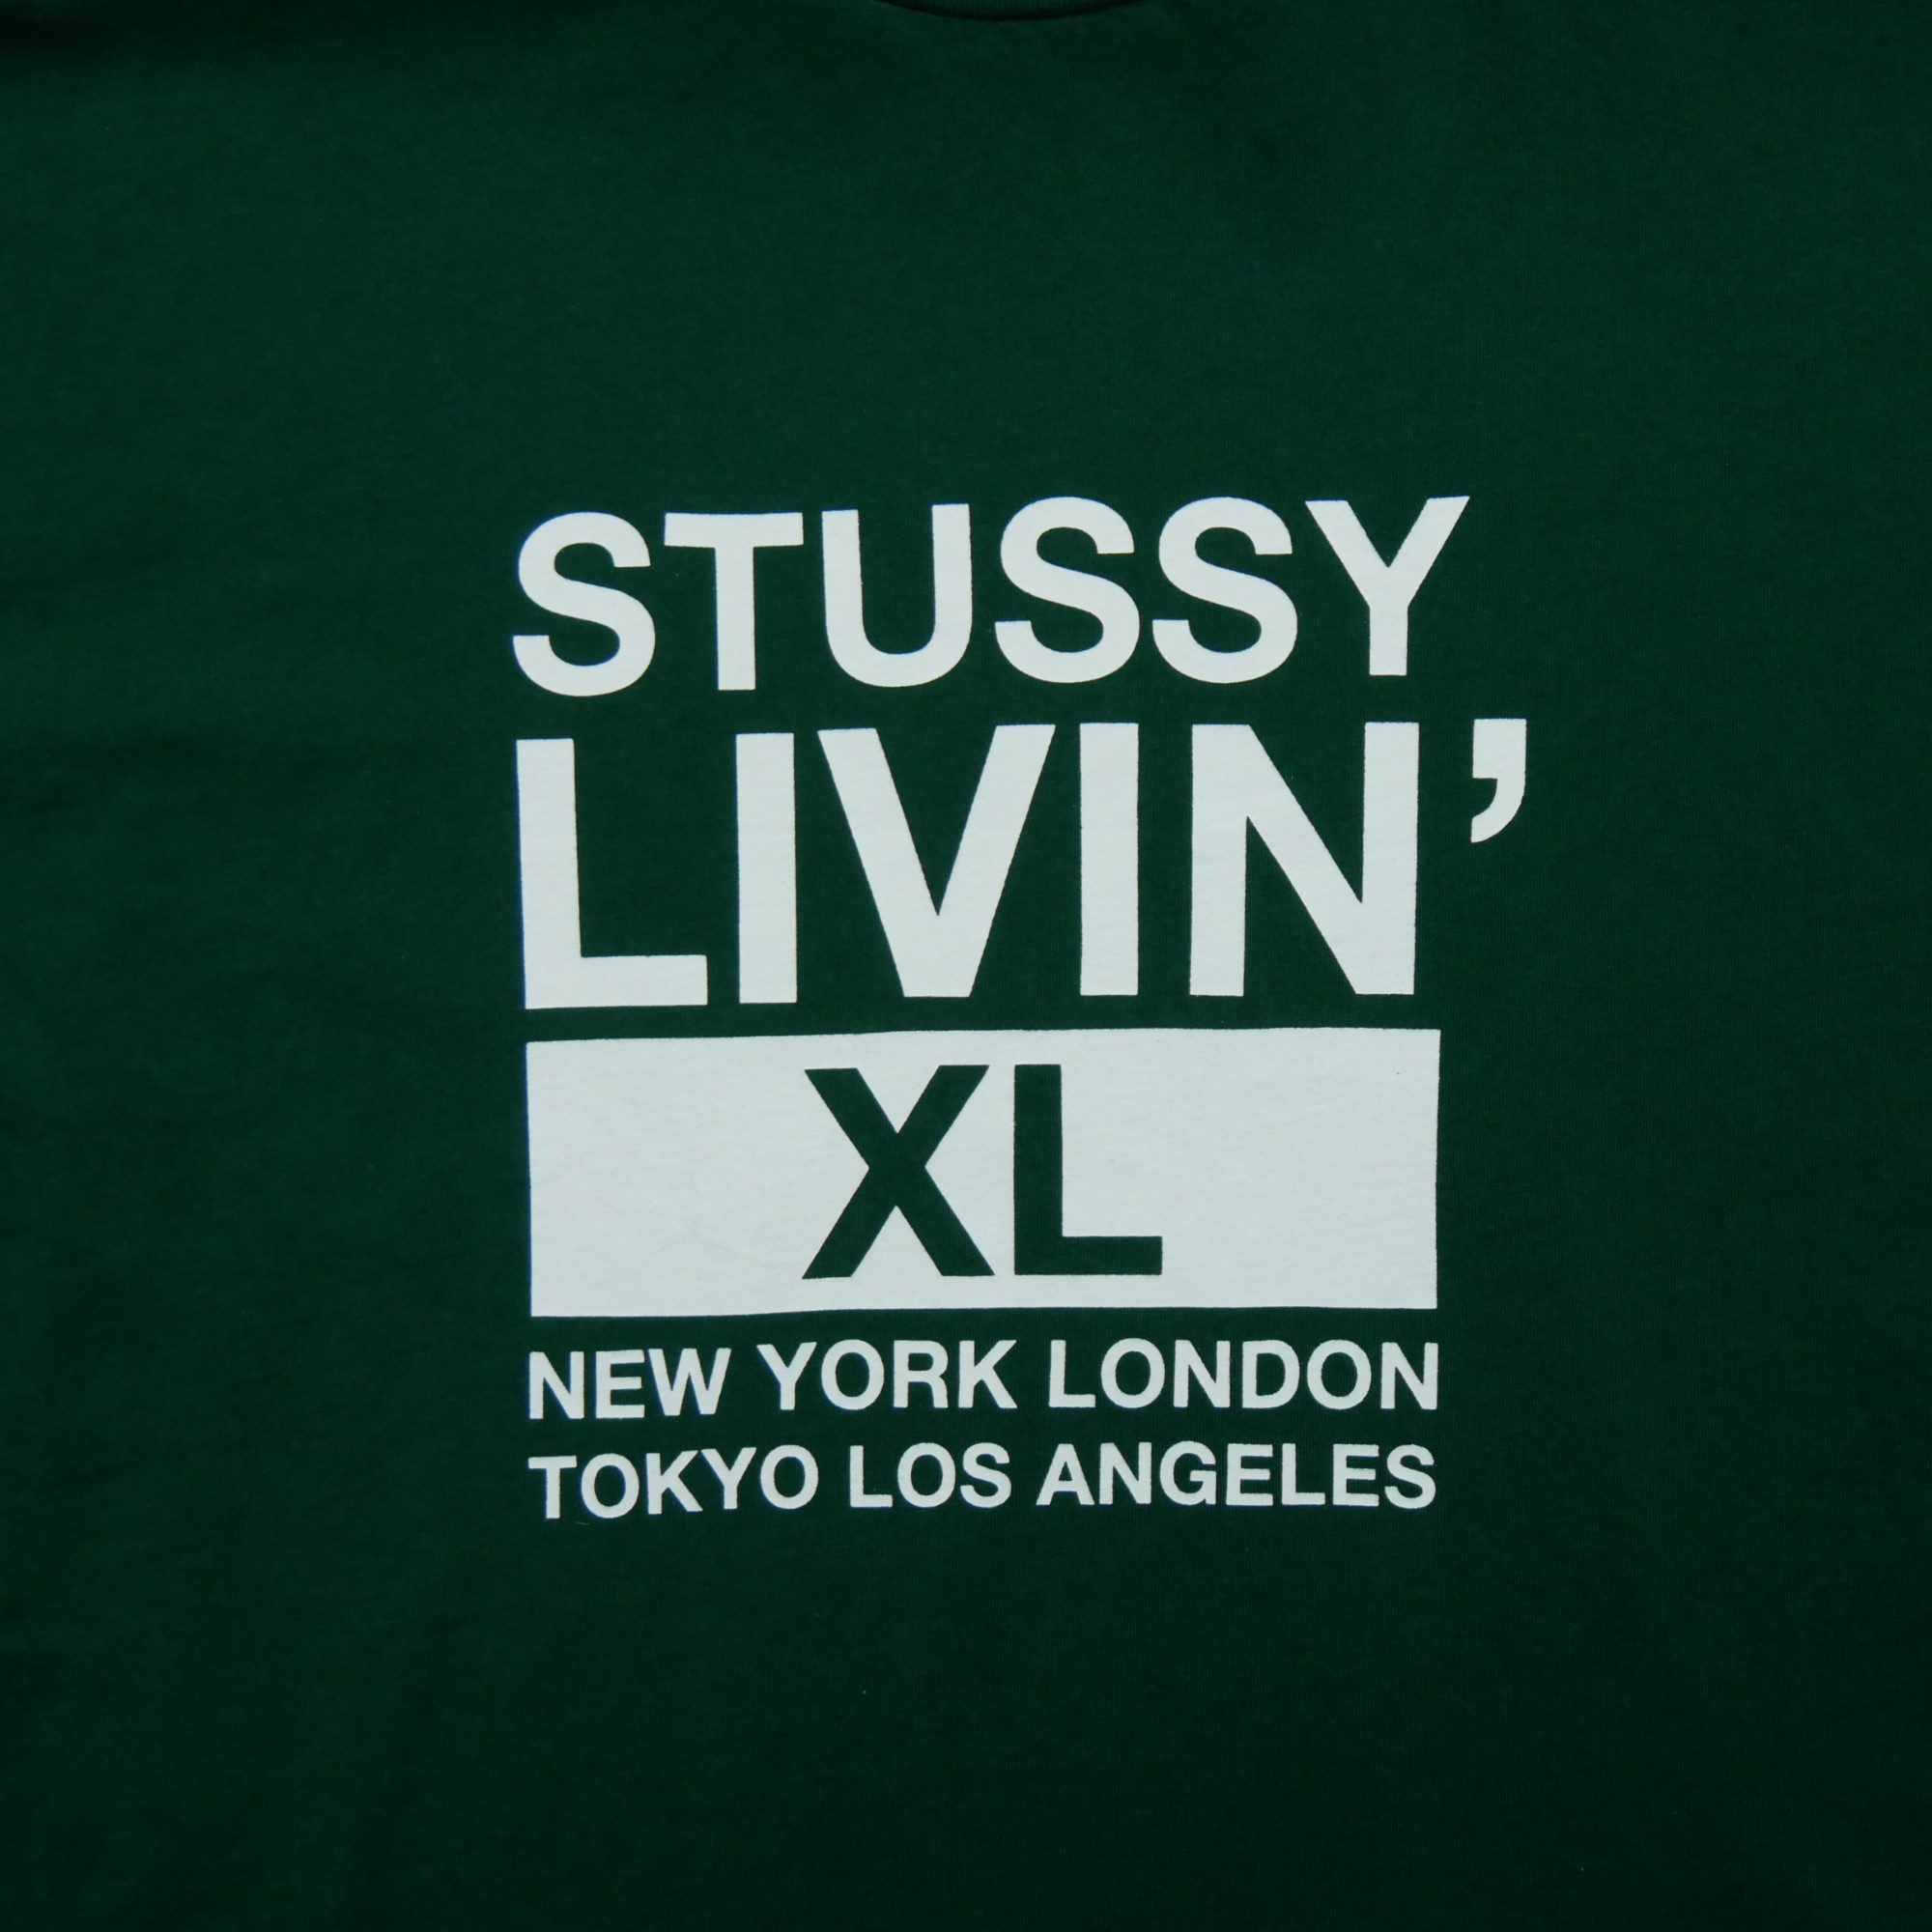 STUSSY
LIVIN’
XL
NEW YORK LONDON
TOKYO LOS ANGELES